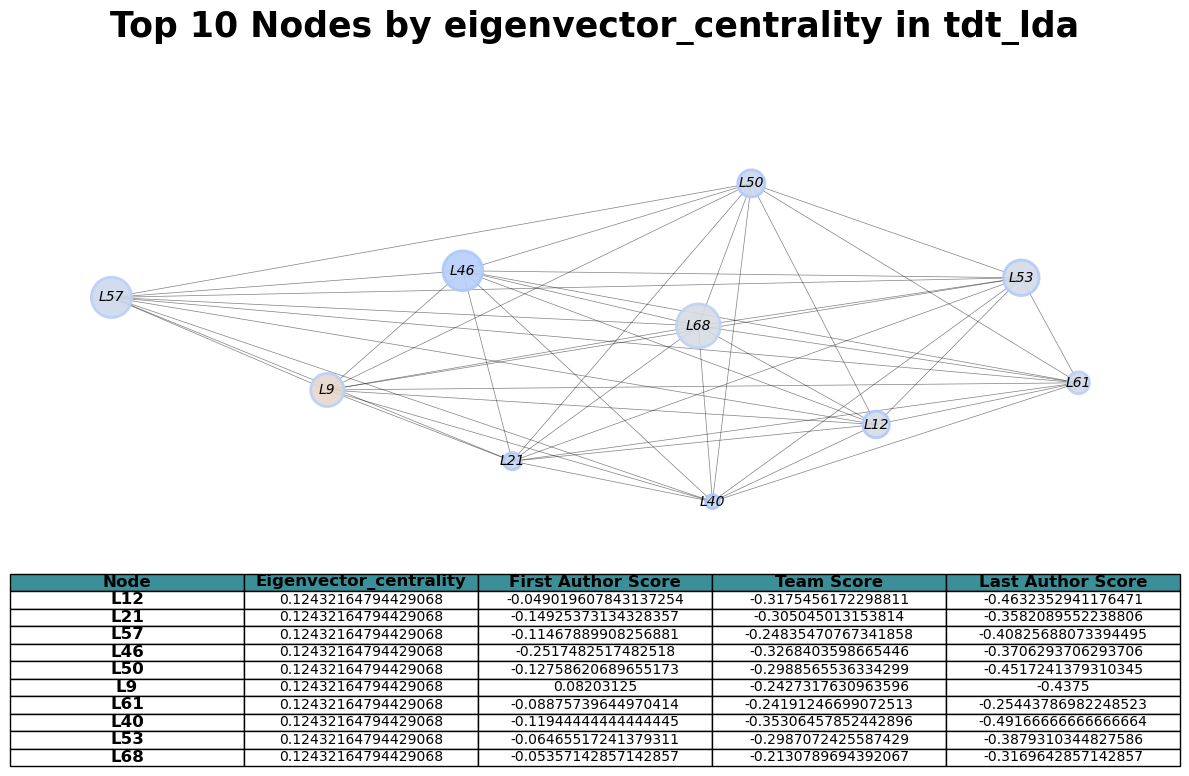 Top 10 Nodes by eigenvector_centrality in tdt_lda
L50
L46
L53
L57
L68
L61
L9
L12
L21
L40
Node Eigenvector_centrality First Author Score Team Score Last Author Score
L12 0.12432164794429068 -0.049019607843137254 -0.3175456172298811 -0.4632352941176471
L21 0.12432164794429068 -0.14925373134328357 -0.305045013153814 -0.3582089552238806
L57 0.12432164794429068 -0.11467889908256881 -0.24835470767341858 -0.40825688073394495
L46 0.12432164794429068 -0.2517482517482518 -0.3268403598665446 -0.3706293706293706
L50 0.12432164794429068 -0.12758620689655173 -0.2988565536334299 -0.4517241379310345
L9 0.12432164794429068 0.08203125 -0.2427317630963596 -0.4375
L61 0.12432164794429068 -0.08875739644970414 -0.24191246699072513 -0.25443786982248523
L40 0.12432164794429068 -0.11944444444444445 -0.35306457852442896 -0.49166666666666664
L53 0.12432164794429068 -0.06465517241379311 -0.2987072425587429 -0.3879310344827586
L68 0.12432164794429068 -0.05357142857142857 -0.2130789694392067 -0.3169642857142857